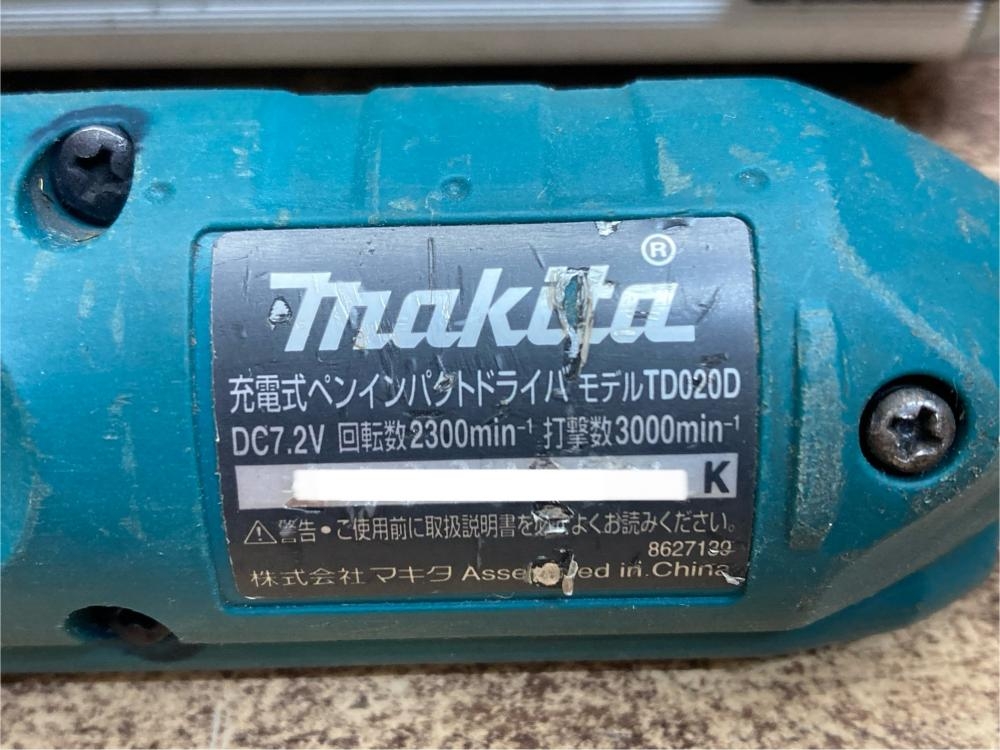 makita®
充電式ペンインパクトドライバ モデルTD020D
DC7.2V 回転数2300min⁻¹ 打撃数3000min⁻¹
K
⚠警告・ご使用前に取扱説明書を必ずよくお読みください。
8627139
株式会社 マキタ Assembled in China